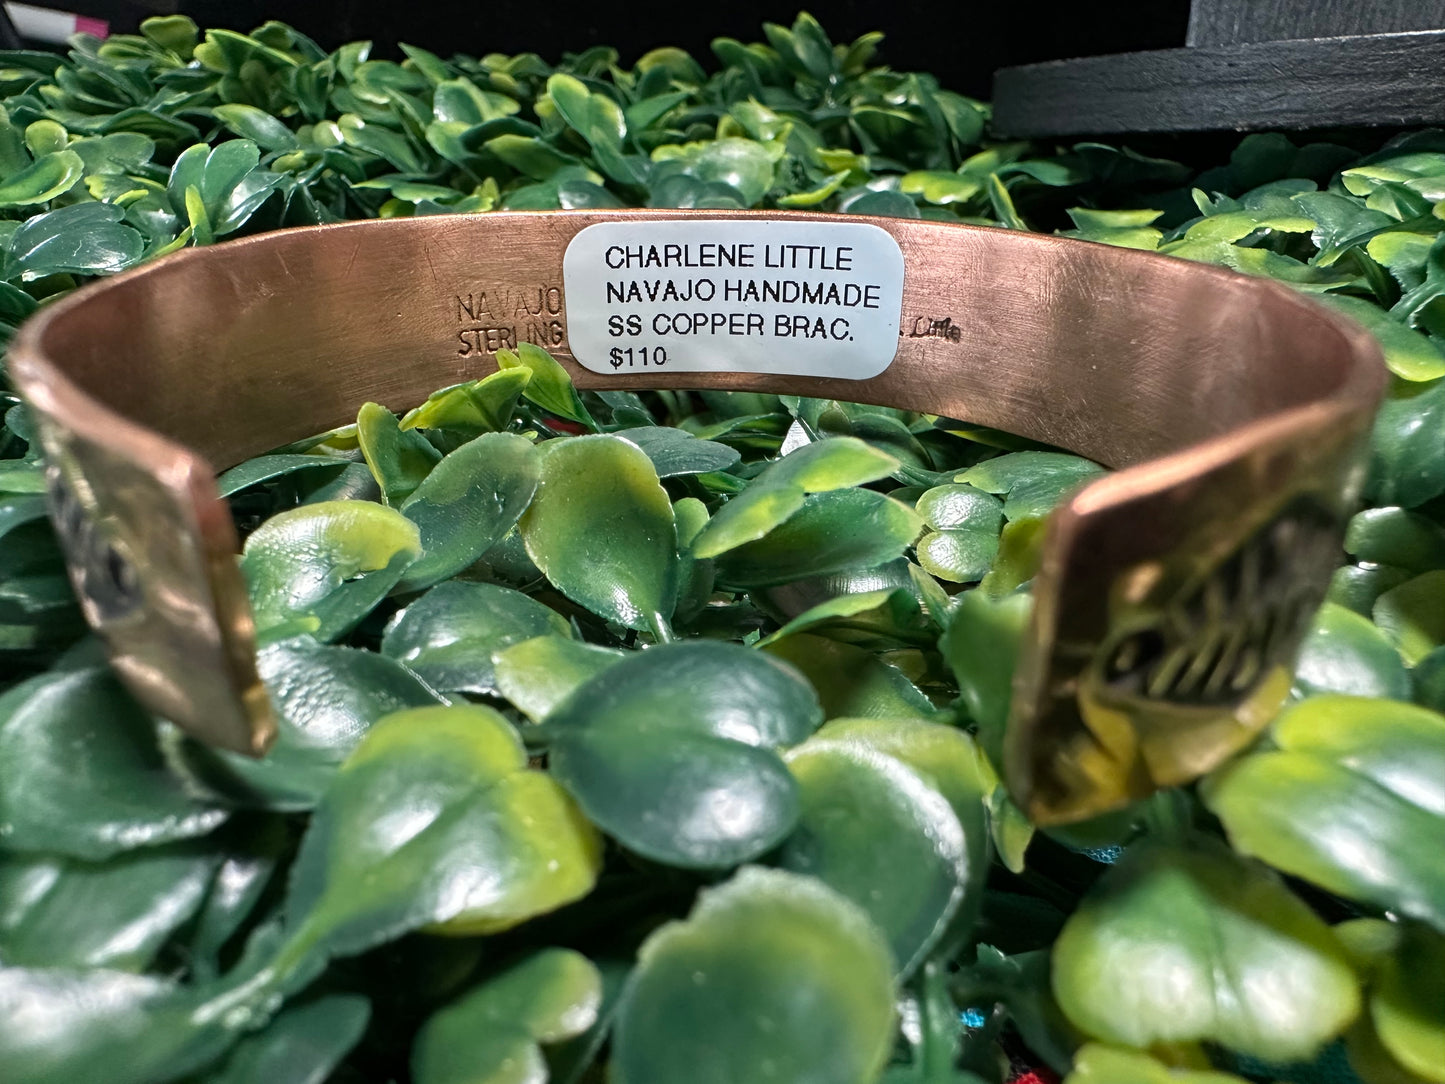 CHARLENE LITTLE
NAVAJO HANDMADE
SS COPPER BRAC.
$110
NAVAJO
STERLING
Little